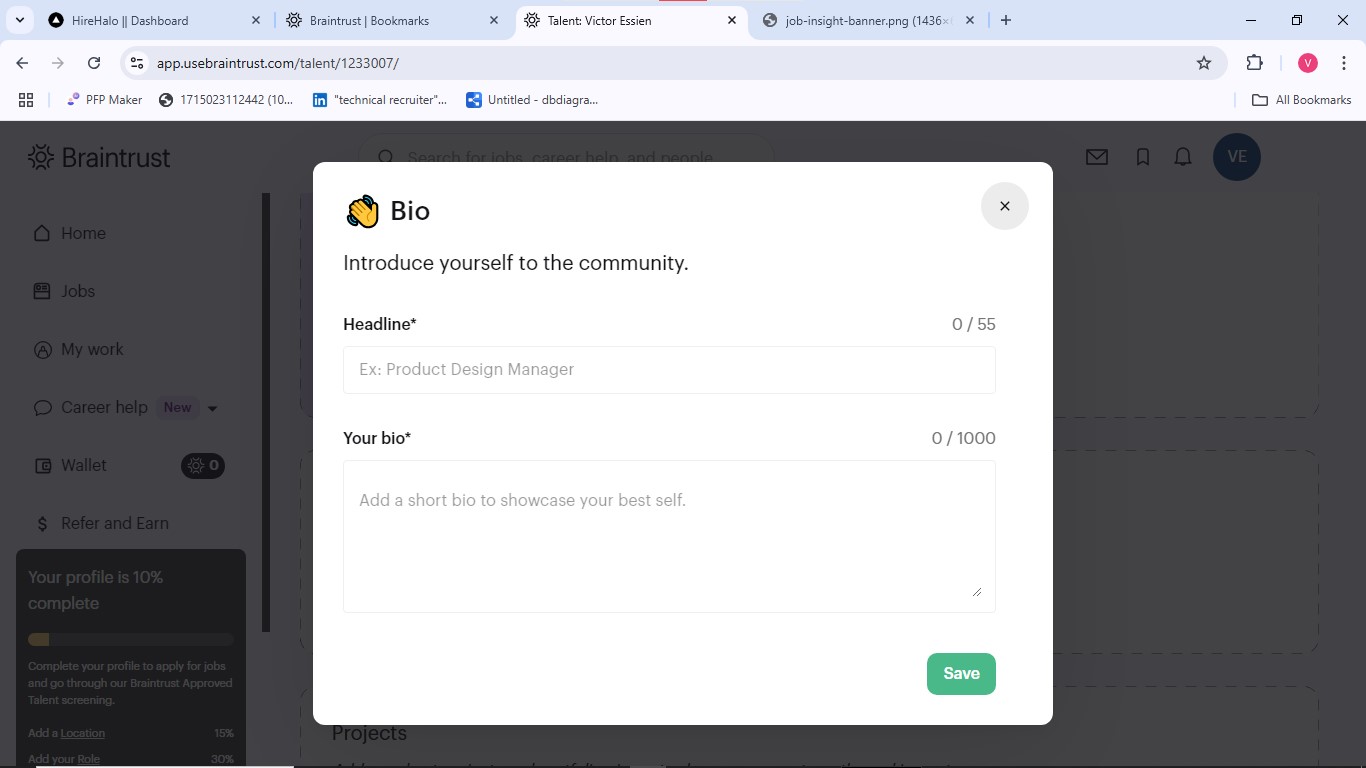 HireHalo || Dashboard
Braintrust | Bookmarks
Talent: Victor Essien
job-insight-banner.png (1436×
app.usebraintrust.com/talent/1233007/
V
PFP Maker
1715023112442 (10...
"technical recruiter"...
Untitled - dbdiagra...
All Bookmarks
Braintrust
Search for Jobs, career help, and people
VE
Home
Jobs
My work
Career help New
Wallet 0
Refer and Earn
Your profile is 10%
complete
Complete your profile to apply for jobs
and go through our Braintrust Approved
Talent screening.
Add a Location 15%
Add your Role 30%
Bio
Introduce yourself to the community.
Headline* 0 / 55
Ex: Product Design Manager
Your bio* 0 / 1000
Add a short bio to showcase your best self.
Save
Projects